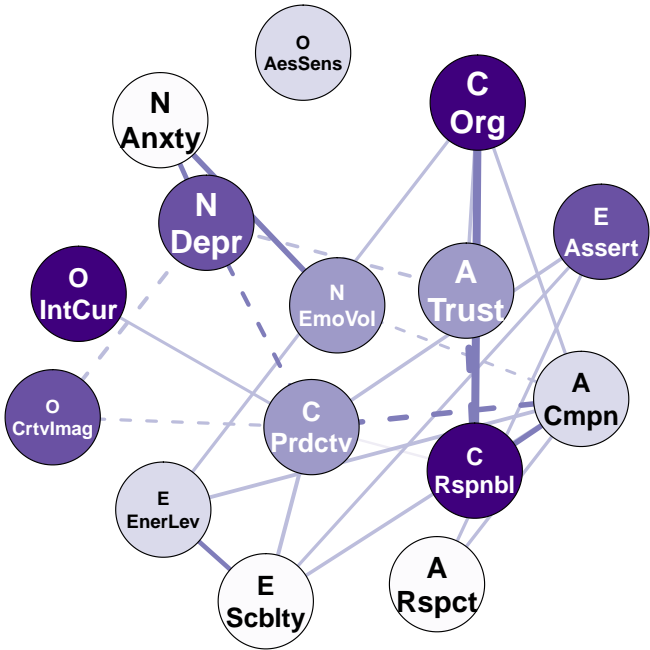 O
AesSens
C
Org
N
Anxty
N
Depr
E
Assert
O
IntCur
N
EmoVol
A
Trust
O
CrtvImag
C
Prdctv
A
Cmpn
C
Rspnbl
E
EnerLev
E
Scblty
A
Rspct